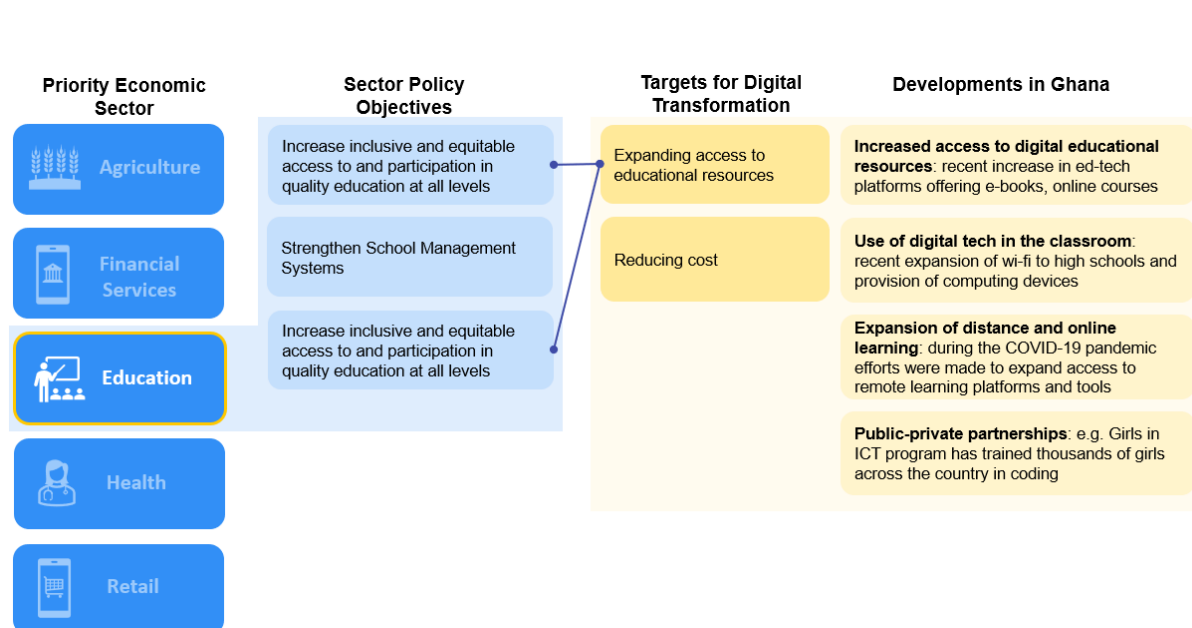 Priority Economic
Sector
Sector Policy
Objectives
Targets for Digital
Transformation
Developments in Ghana
Agriculture
Financial
Services
Education
Health
Retail
Increase inclusive and equitable
access to and participation in
quality education at all levels
Strengthen School Management
Systems
Increase inclusive and equitable
access to and participation in
quality education at all levels
Expanding access to
educational resources
Reducing cost
Increased access to digital educational
resources: recent increase in ed-tech
platforms offering e-books, online courses
Use of digital tech in the classroom:
recent expansion of wi-fi to high schools and
provision of computing devices
Expansion of distance and online
learning: during the COVID-19 pandemic
efforts were made to expand access to
remote learning platforms and tools
Public-private partnerships: e.g. Girls in
ICT program has trained thousands of girls
across the country in coding